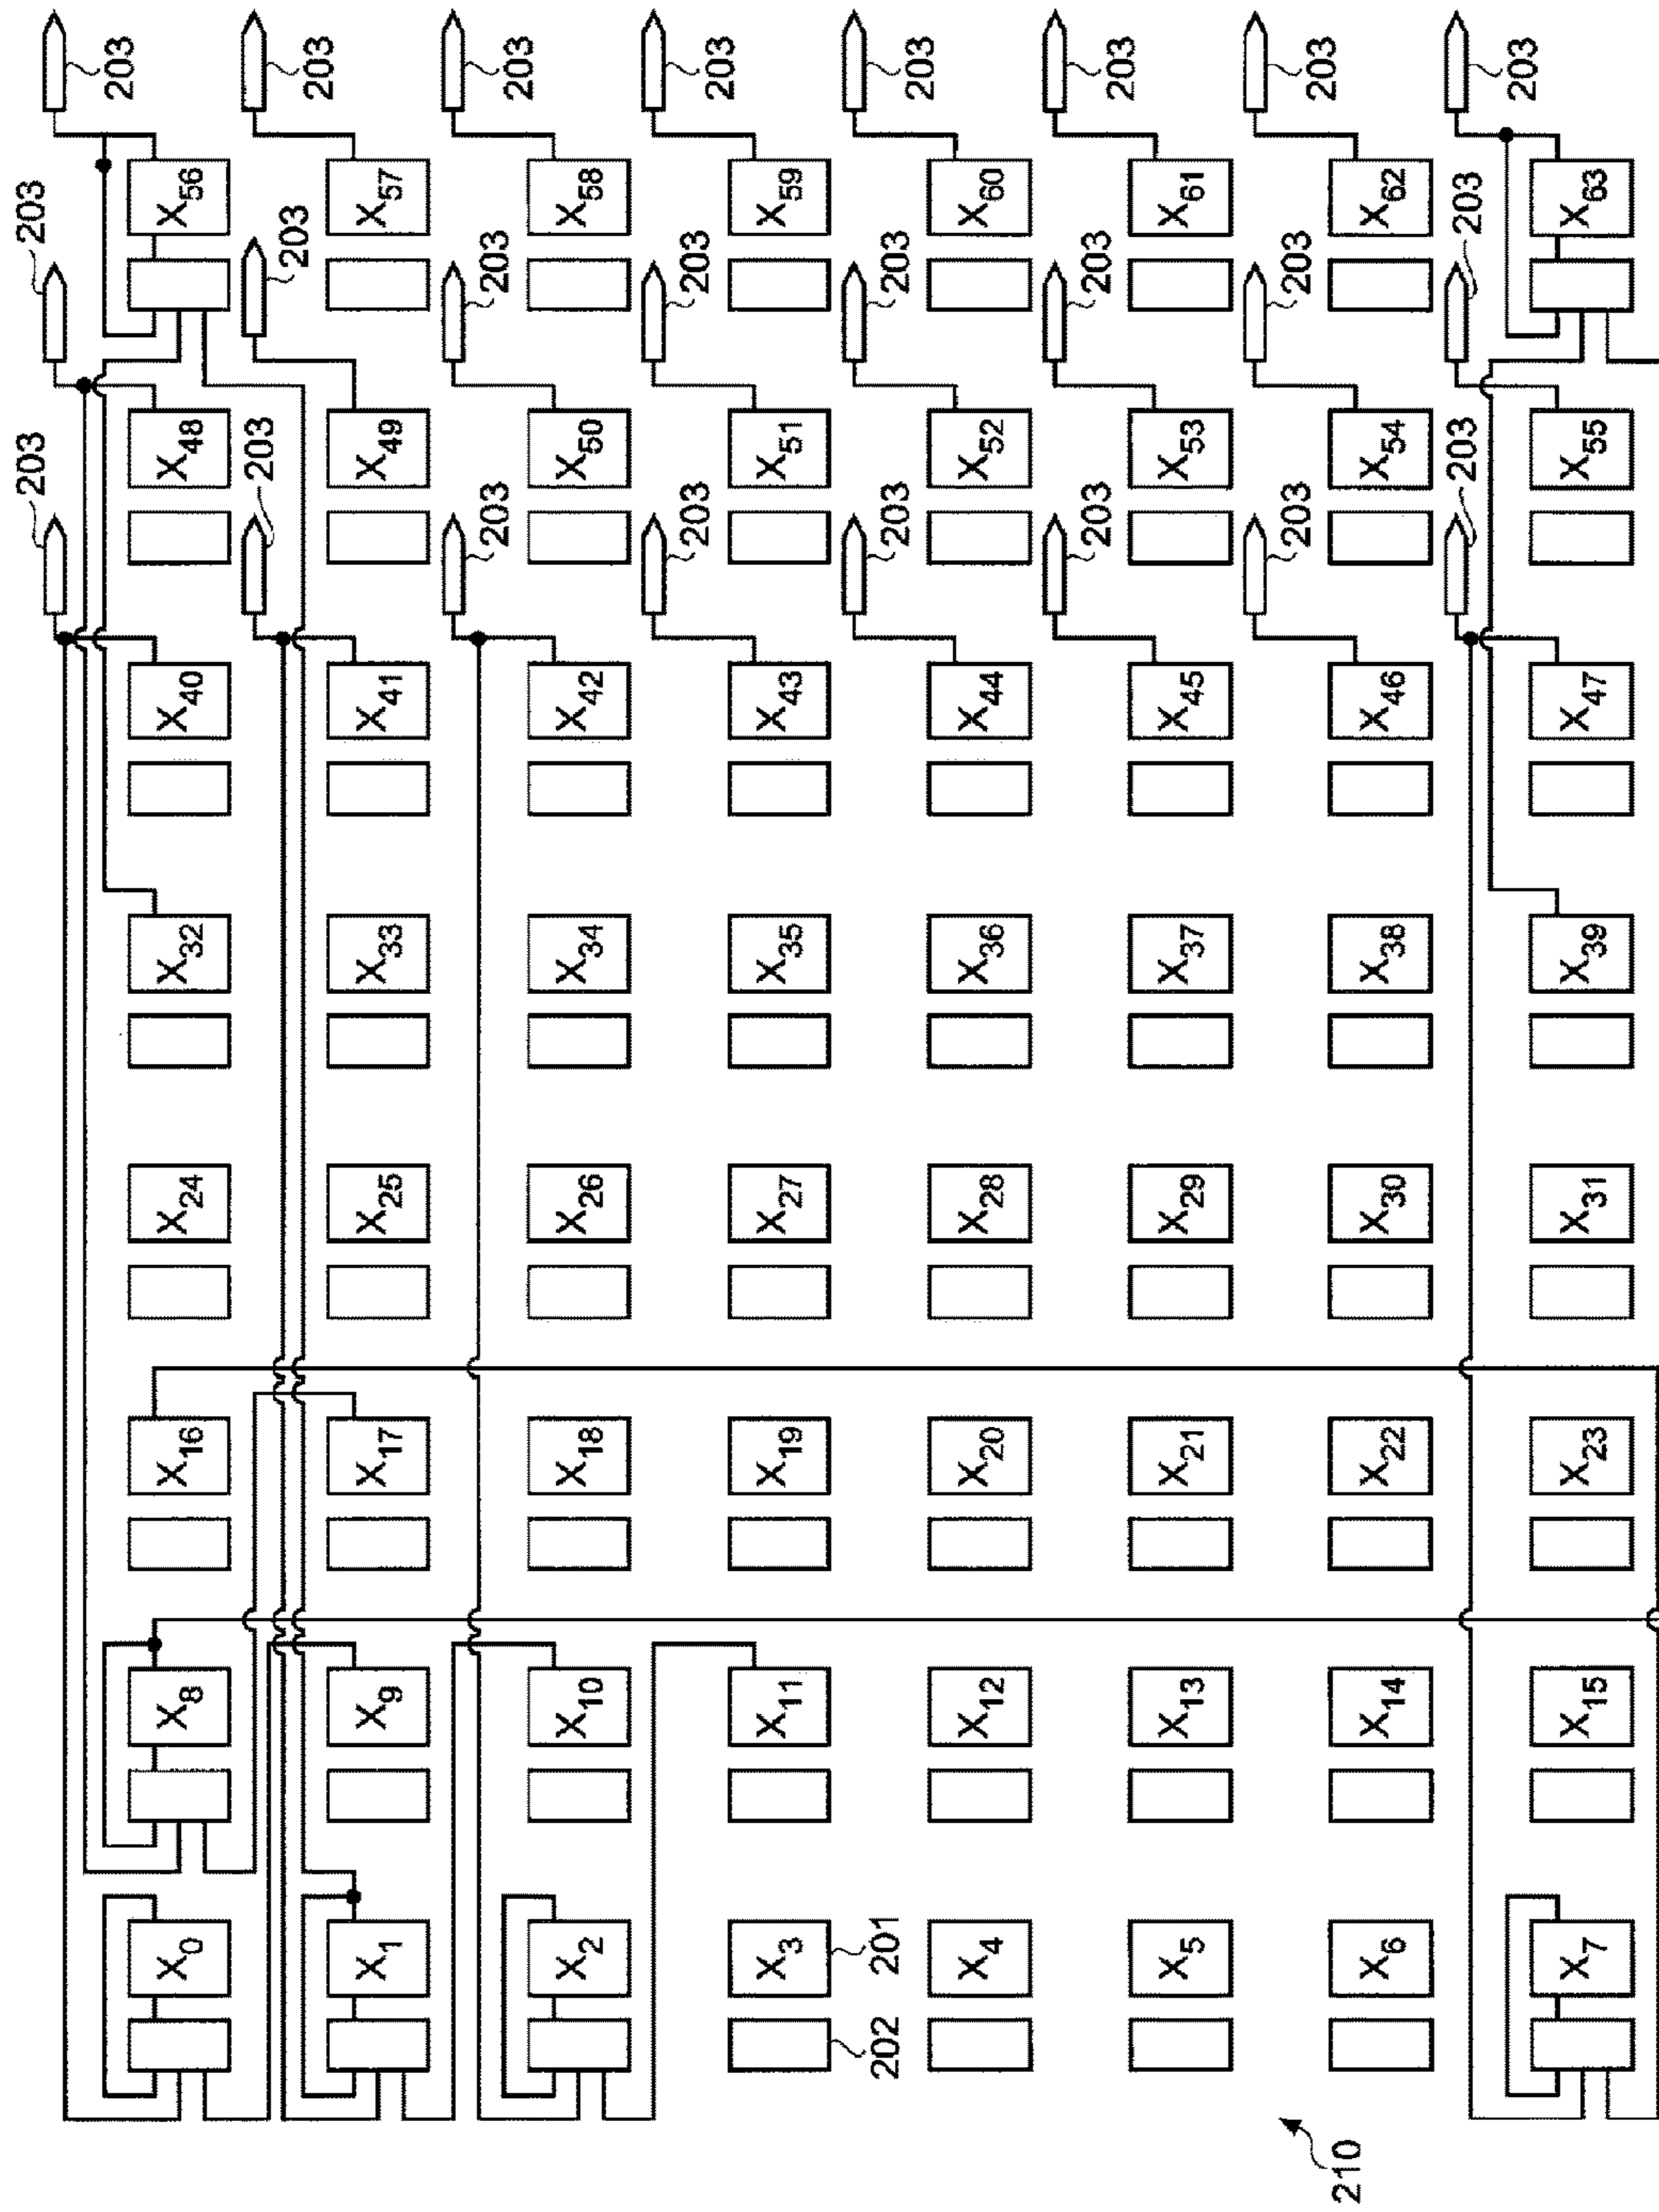 203 203 203
X₀ X₈ X₁₆ X₂₄ X₃₂ X₄₀ X₄₈ X₅₆
203 203 203
X₁ X₉ X₁₇ X₂₅ X₃₃ X₄₁ X₄₉ X₅₇
203 203 203
X₂ X₁₀ X₁₈ X₂₆ X₃₄ X₄₂ X₅₀ X₅₈
203 203 203
X₃ X₁₁ X₁₉ X₂₇ X₃₅ X₄₃ X₅₁ X₅₉
202 201 203 203 203
X₄ X₁₂ X₂₀ X₂₈ X₃₆ X₄₄ X₅₂ X₆₀
203 203 203
X₅ X₁₃ X₂₁ X₂₉ X₃₇ X₄₅ X₅₃ X₆₁
203 203 203
210
X₆ X₁₄ X₂₂ X₃₀ X₃₈ X₄₆ X₅₄ X₆₂
203 203 203
X₇ X₁₅ X₂₃ X₃₁ X₃₉ X₄₇ X₅₅ X₆₃